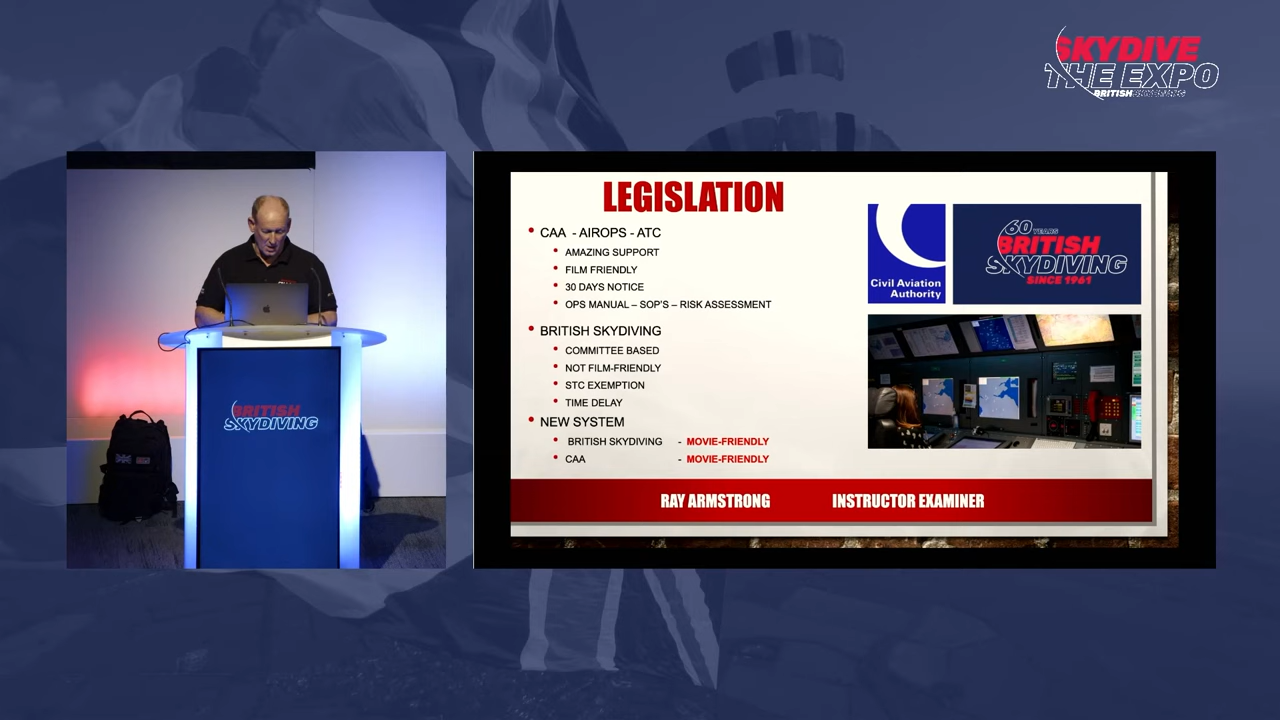 SKYDIVE
THE EXPO
BRITISH SKYDIVING
LEGISLATION
• CAA - AIROPS - ATC
• AMAZING SUPPORT
• FILM FRIENDLY
• 30 DAYS NOTICE
• OPS MANUAL – SOP'S – RISK ASSESSMENT
• BRITISH SKYDIVING
• COMMITTEE BASED
• NOT FILM-FRIENDLY
• STC EXEMPTION
• TIME DELAY
• NEW SYSTEM
• BRITISH SKYDIVING - MOVIE-FRIENDLY
• CAA - MOVIE-FRIENDLY
Civil Aviation
Authority
60 YEARS
BRITISH
SKYDIVING
SINCE 1961
RAY ARMSTRONG INSTRUCTOR EXAMINER
BRITISH
SKYDIVING